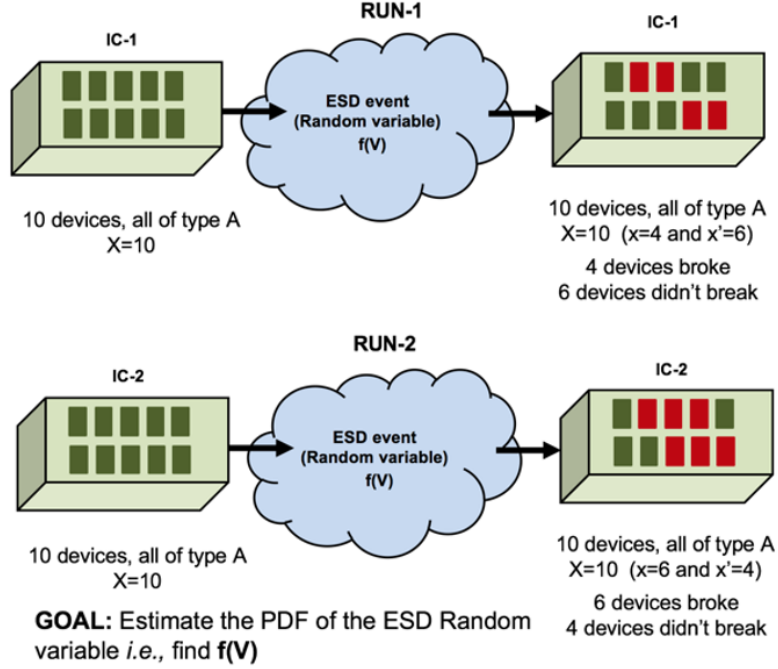 RUN-1
IC-1
IC-1
ESD event
(Random variable)
f(V)
10 devices, all of type A
X=10
10 devices, all of type A
X=10 (x=4 and x'=6)
4 devices broke
6 devices didn't break
RUN-2
IC-2
IC-2
ESD event
(Random variable)
f(V)
10 devices, all of type A
X=10
10 devices, all of type A
X=10 (x=6 and x'=4)
6 devices broke
4 devices didn't break
GOAL: Estimate the PDF of the ESD Random
variable i.e., find f(V)